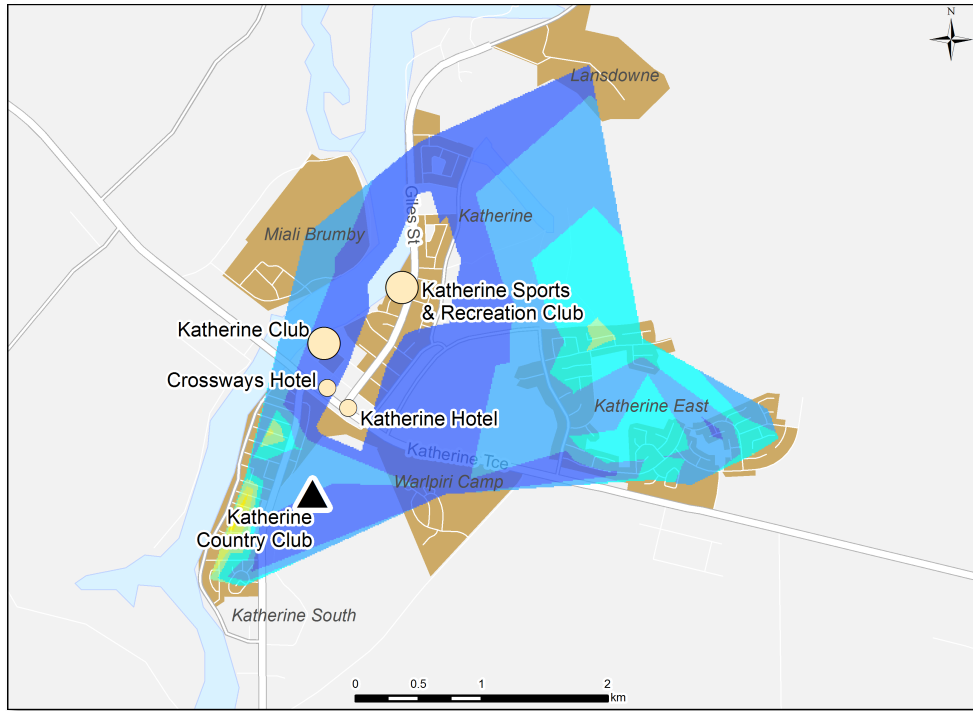 N
Lansdowne
Giles St
Katherine
Miali Brumby
Katherine Sports
& Recreation Club
Katherine Club
Crossways Hotel
Katherine Hotel
Katherine East
Katherine Tce
Warlpiri Camp
Katherine
Country Club
Katherine South
0 0.5 1 2
km